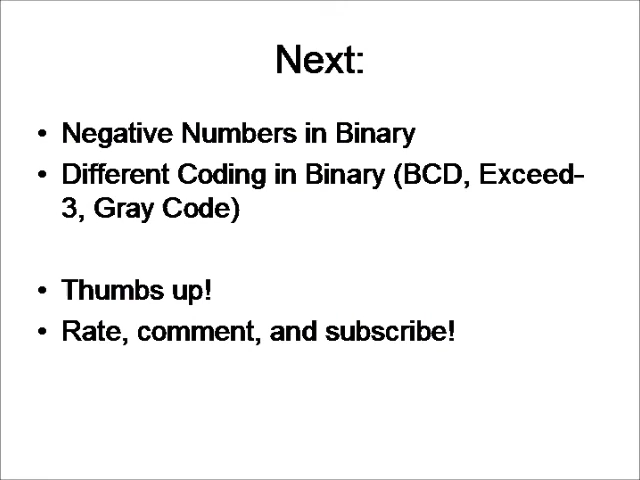 Next:
• Negative Numbers in Binary
• Different Coding in Binary (BCD, Exceed-
3, Gray Code)
• Thumbs up!
• Rate, comment, and subscribe!